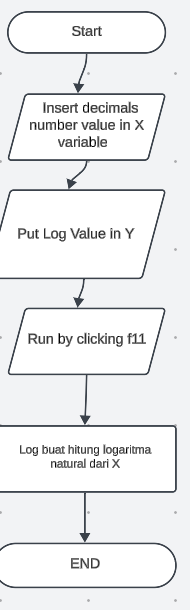 Start
Insert decimals
number value in X
variable
Put Log Value in Y
Run by clicking f11
Log buat hitung logaritma
natural dari X
END